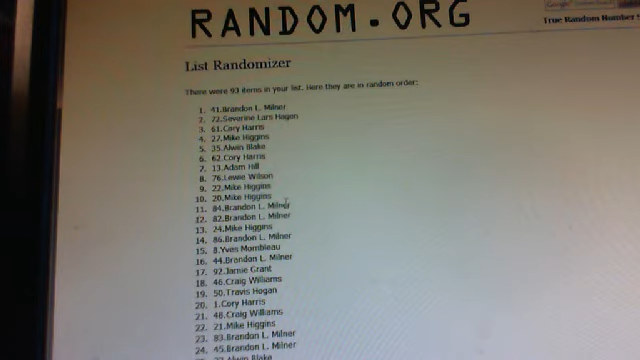 RANDOM.ORG
True Random Number
List Randomizer
There were 93 items in your list. Here they are in random order:
1. 41.Brandon L. Milner
2. 72.Severine Lars Hagen
3. 61.Cory Harris
4. 27.Mike Higgins
5. 35.Alwin Blake
6. 62.Cory Harris
7. 13.Adam Hill
8. 76.Lewie Wilson
9. 22.Mike Higgins
10. 20.Mike Higgins
11. 84.Brandon L. Milner
12. 82.Brandon L. Milner
13. 24.Mike Higgins
14. 86.Brandon L. Milner
15. 8.Yves Mombleau
16. 44.Brandon L. Milner
17. 92.Jamie Grant
18. 46.Craig Williams
19. 50.Travis Hogan
20. 1.Cory Harris
21. 48.Craig Williams
22. 21.Mike Higgins
23. 83.Brandon L. Milner
24. 45.Brandon L. Milner
Alwin Blake